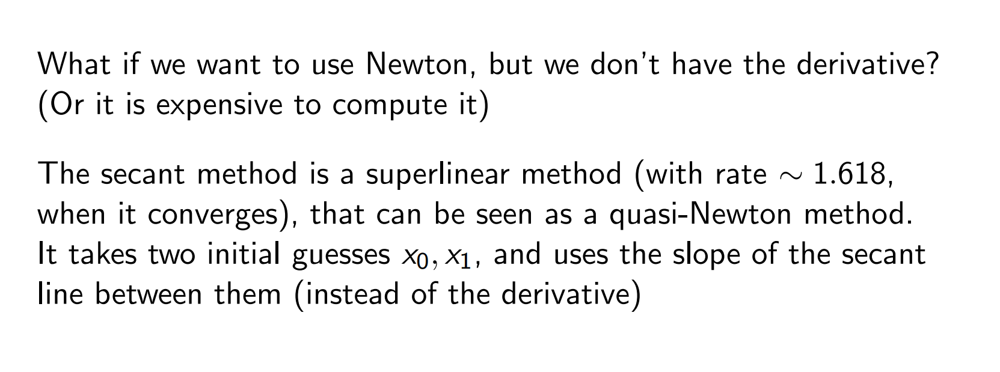 What if we want to use Newton, but we don't have the derivative?
(Or it is expensive to compute it)
The secant method is a superlinear method (with rate ∼ 1.618,
when it converges), that can be seen as a quasi-Newton method.
It takes two initial guesses x₀, x₁, and uses the slope of the secant
line between them (instead of the derivative)